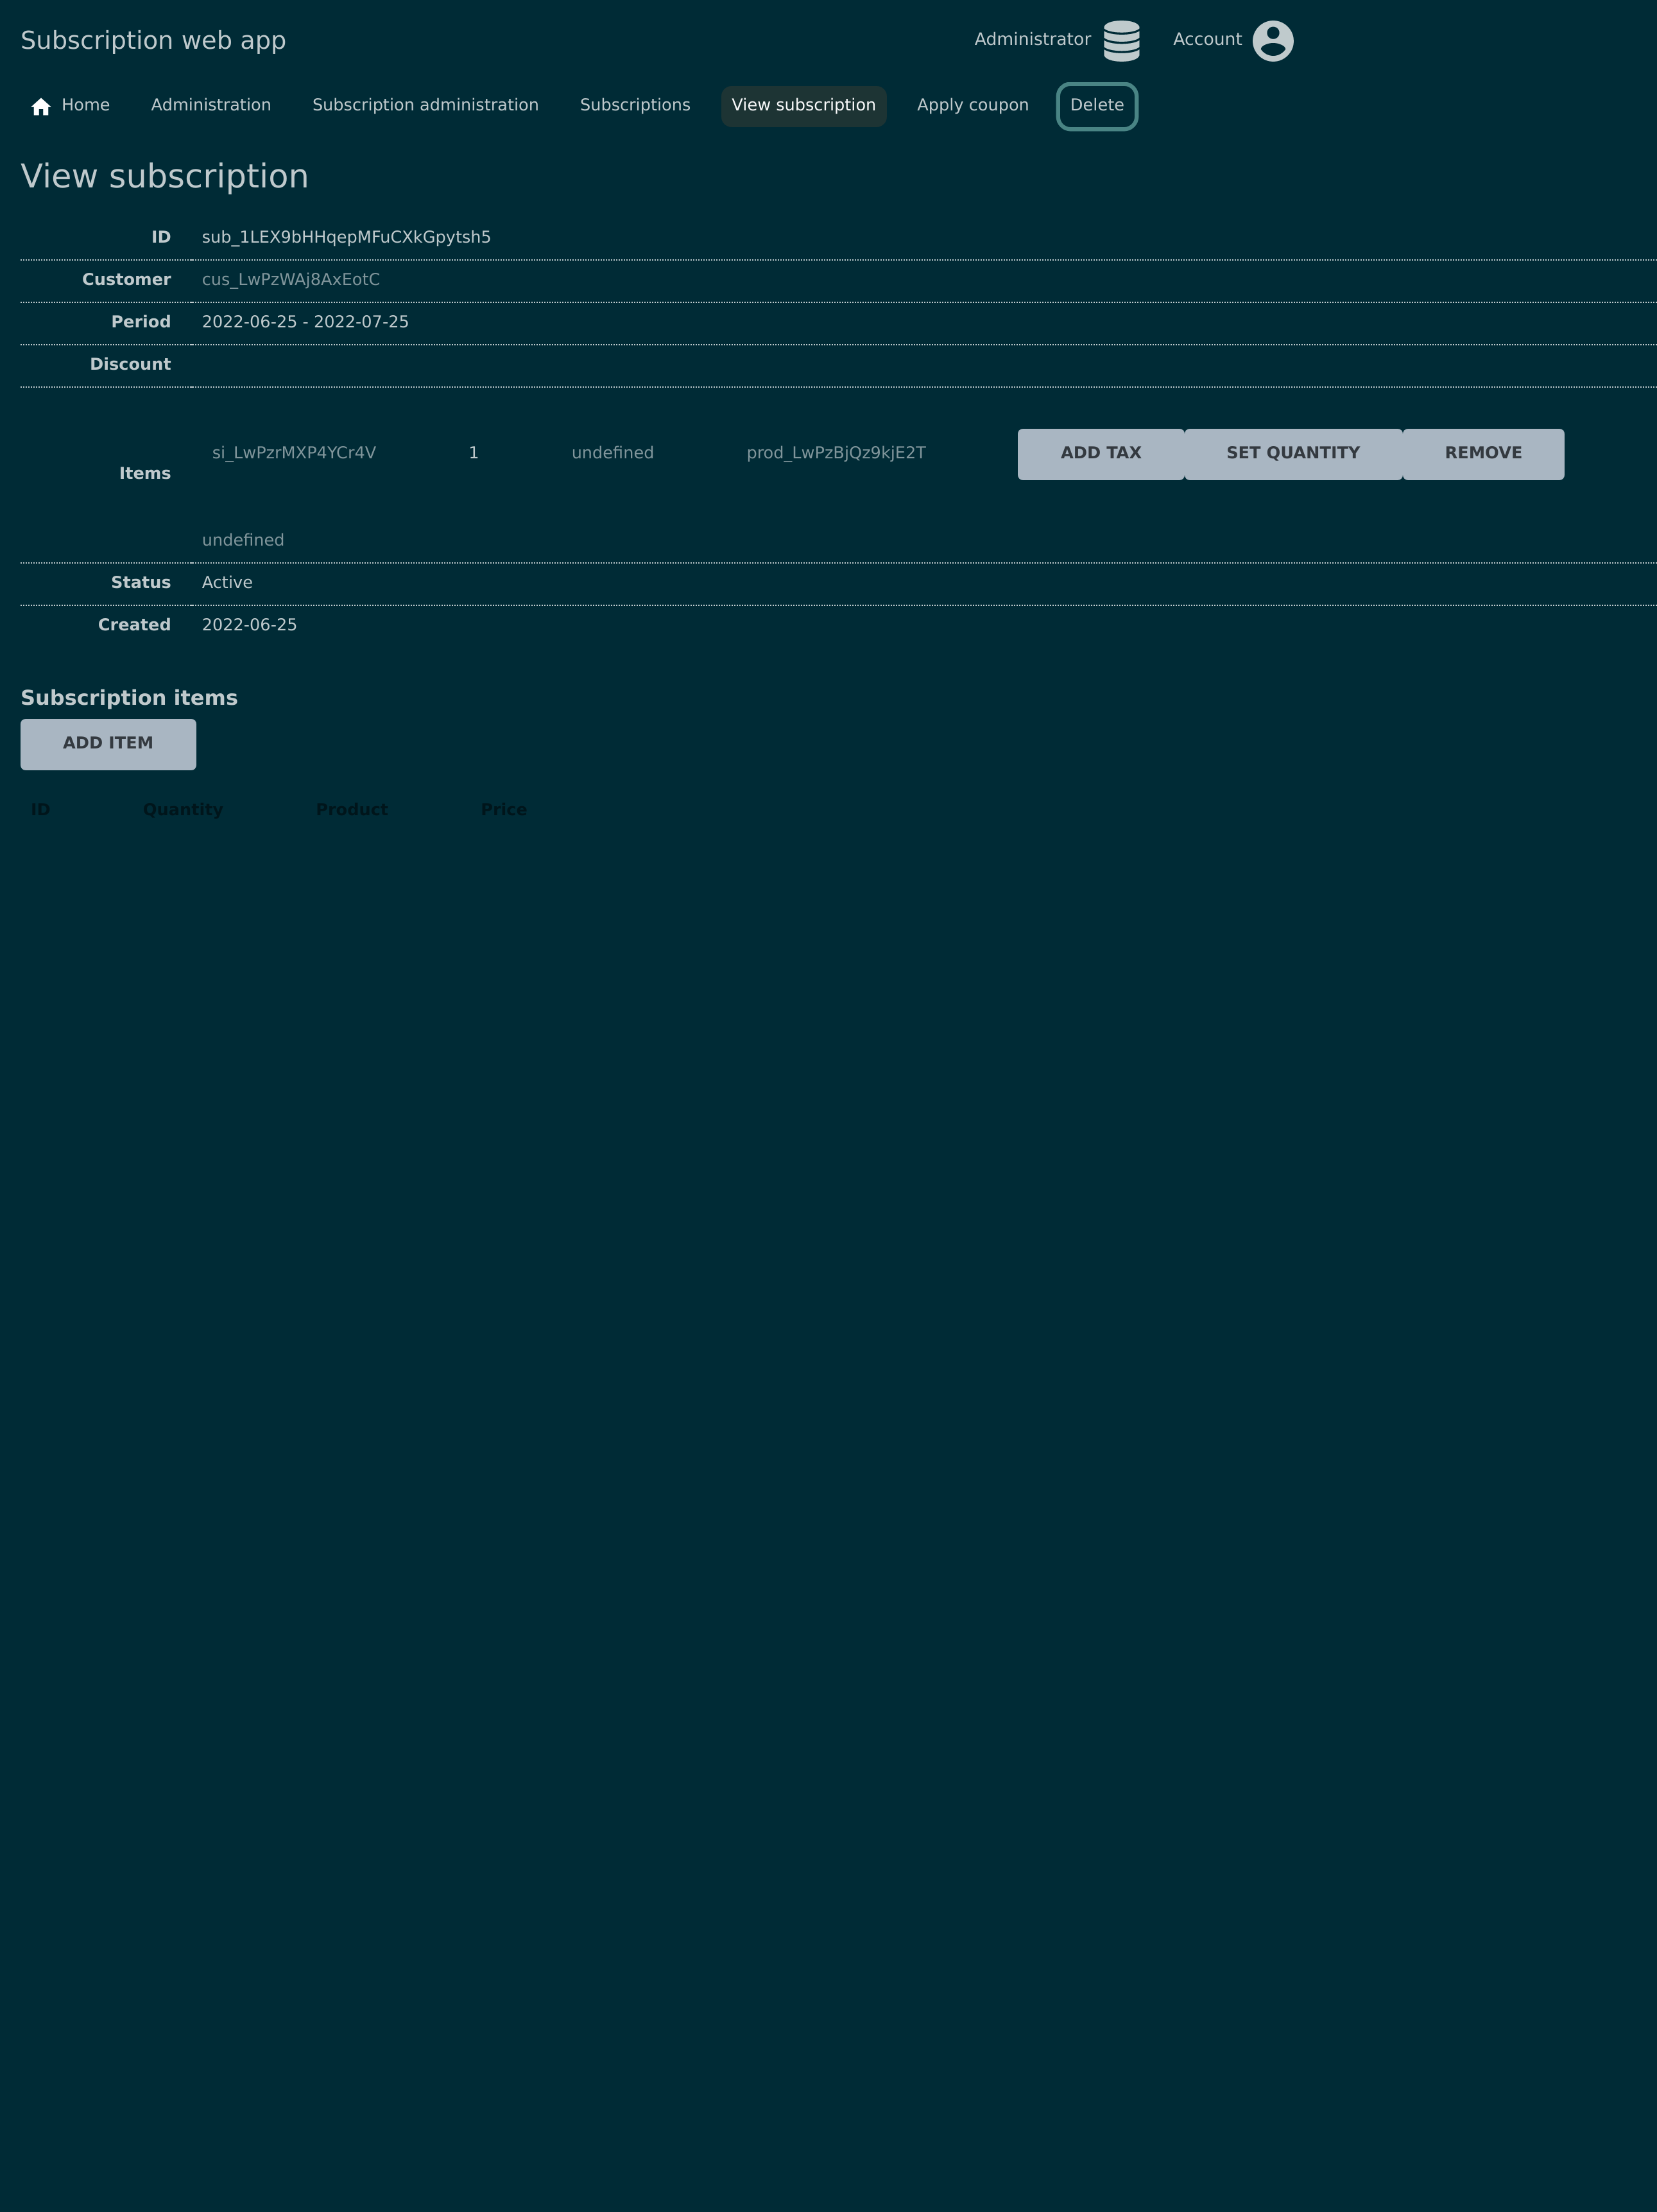 Subscription web app Administrator Account
Home Administration Subscription administration Subscriptions View subscription Apply coupon Delete
View subscription
ID sub_1LEX9bHHqepMFuCXkGpytsh5
Customer cus_LwPzWAj8AxEotC
Period 2022-06-25 - 2022-07-25
Discount
Items si_LwPzrMXP4YCr4V 1 undefined prod_LwPzBjQz9kjE2T ADD TAX SET QUANTITY REMOVE
undefined
Status Active
Created 2022-06-25
Subscription items
ADD ITEM
ID Quantity Product Price